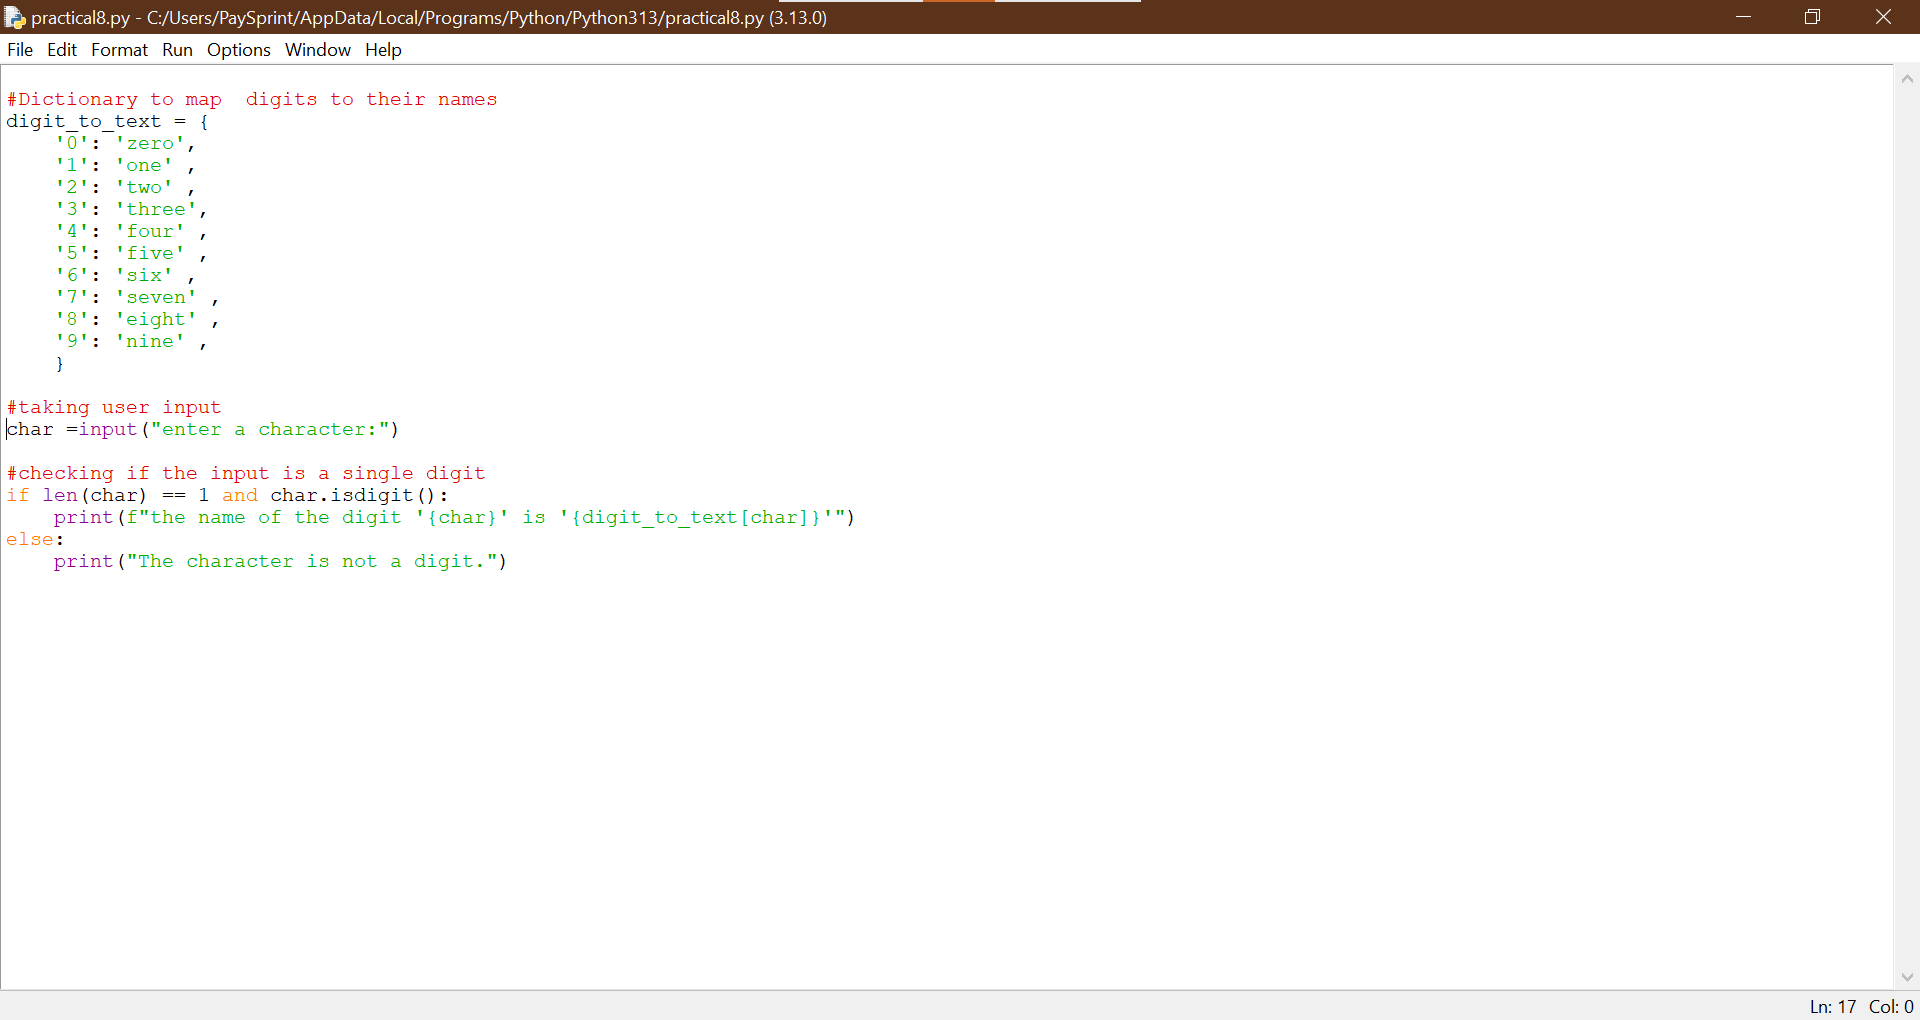 practical8.py - C:/Users/PaySprint/AppData/Local/Programs/Python/Python313/practical8.py (3.13.0)
File Edit Format Run Options Window Help
#Dictionary to map  digits to their names
digit_to_text = {
    '0': 'zero',
    '1': 'one' ,
    '2': 'two' ,
    '3': 'three',
    '4': 'four' ,
    '5': 'five' ,
    '6': 'six' ,
    '7': 'seven' ,
    '8': 'eight' ,
    '9': 'nine' ,
    }
#taking user input
char =input("enter a character:")
#checking if the input is a single digit
if len(char) == 1 and char.isdigit():
    print(f"the name of the digit '{char}' is '{digit_to_text[char]}'")
else:
    print("The character is not a digit.")
Ln: 17 Col: 0